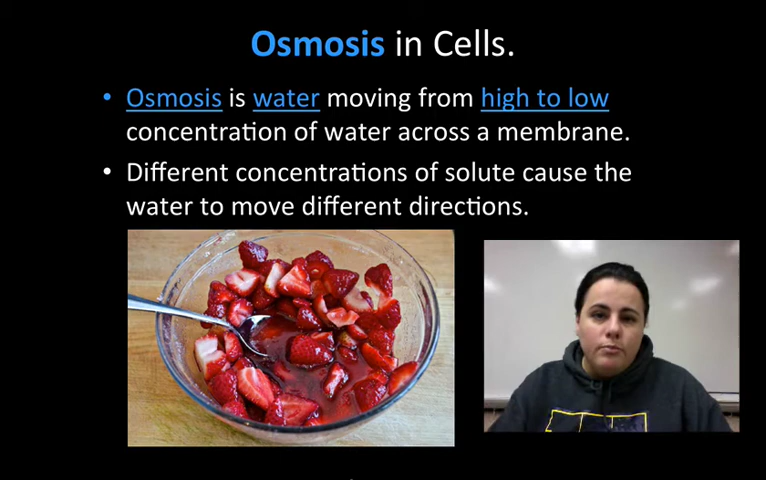 Osmosis in Cells.
• Osmosis is water moving from high to low
concentration of water across a membrane.
• Different concentrations of solute cause the
water to move different directions.